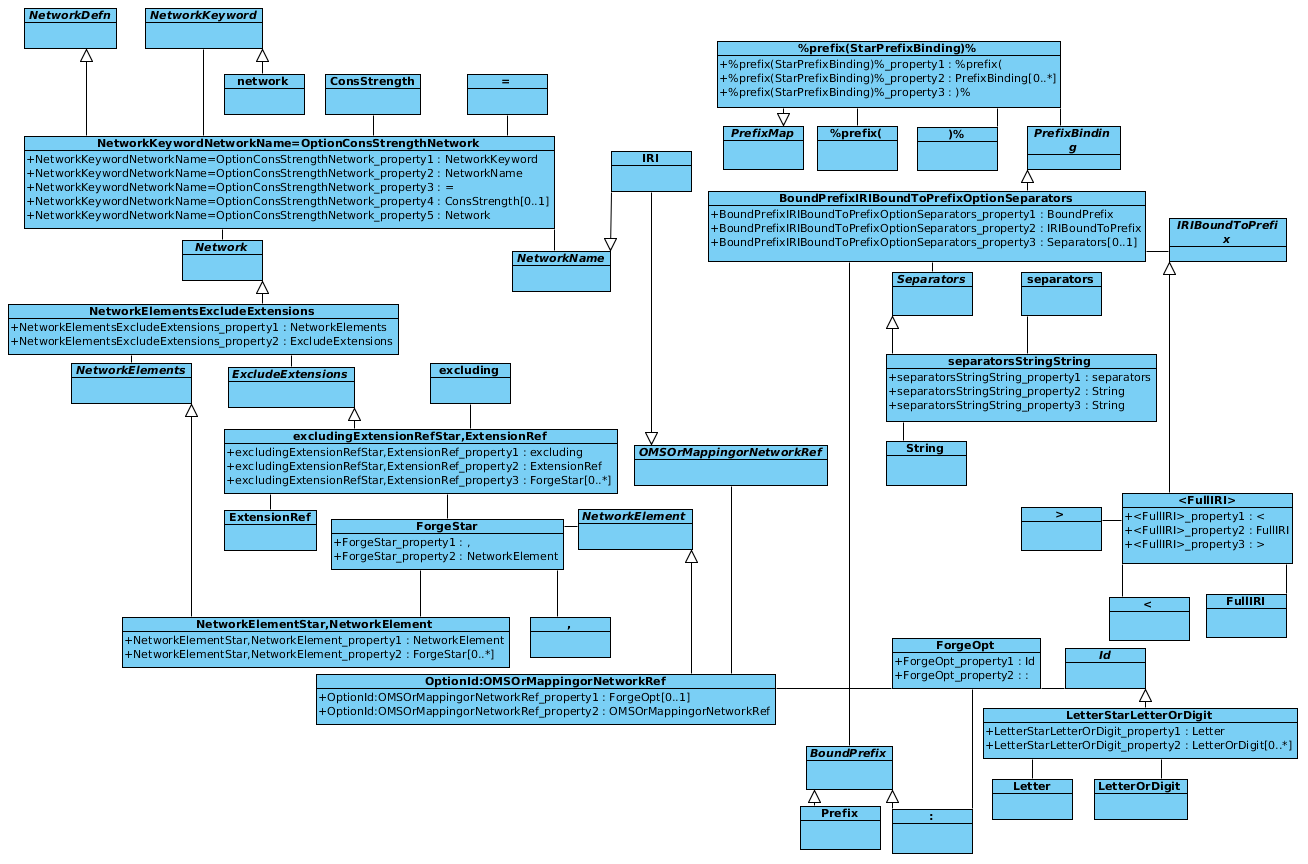 NetworkDefn
NetworkKeyword
network
ConsStrength
=
NetworkKeywordNetworkName=OptionConsStrengthNetwork
+NetworkKeywordNetworkName=OptionConsStrengthNetwork_property1 : NetworkKeyword
+NetworkKeywordNetworkName=OptionConsStrengthNetwork_property2 : NetworkName
+NetworkKeywordNetworkName=OptionConsStrengthNetwork_property3 : =
+NetworkKeywordNetworkName=OptionConsStrengthNetwork_property4 : ConsStrength[0..1]
+NetworkKeywordNetworkName=OptionConsStrengthNetwork_property5 : Network
IRI
Network
NetworkName
NetworkElementsExcludeExtensions
+NetworkElementsExcludeExtensions_property1 : NetworkElements
+NetworkElementsExcludeExtensions_property2 : ExcludeExtensions
NetworkElements
ExcludeExtensions
excluding
excludingExtensionRefStar,ExtensionRef
+excludingExtensionRefStar,ExtensionRef_property1 : excluding
+excludingExtensionRefStar,ExtensionRef_property2 : ExtensionRef
+excludingExtensionRefStar,ExtensionRef_property3 : ForgeStar[0..*]
OMSOrMappingorNetworkRef
ExtensionRef
ForgeStar
+ForgeStar_property1 : ,
+ForgeStar_property2 : NetworkElement
NetworkElement
NetworkElementStar,NetworkElement
+NetworkElementStar,NetworkElement_property1 : NetworkElement
+NetworkElementStar,NetworkElement_property2 : ForgeStar[0..*]
,
OptionId:OMSOrMappingorNetworkRef
+OptionId:OMSOrMappingorNetworkRef_property1 : ForgeOpt[0..1]
+OptionId:OMSOrMappingorNetworkRef_property2 : OMSOrMappingorNetworkRef
%prefix(StarPrefixBinding)%
+%prefix(StarPrefixBinding)%_property1 : %prefix(
+%prefix(StarPrefixBinding)%_property2 : PrefixBinding[0..*]
+%prefix(StarPrefixBinding)%_property3 : )%
PrefixMap
%prefix(
)%
PrefixBindin
g
BoundPrefixIRIBoundToPrefixOptionSeparators
+BoundPrefixIRIBoundToPrefixOptionSeparators_property1 : BoundPrefix
+BoundPrefixIRIBoundToPrefixOptionSeparators_property2 : IRIBoundToPrefix
+BoundPrefixIRIBoundToPrefixOptionSeparators_property3 : Separators[0..1]
IRIBoundToPrefi
x
Separators
separators
separatorsStringString
+separatorsStringString_property1 : separators
+separatorsStringString_property2 : String
+separatorsStringString_property3 : String
String
<FullIRI>
+<FullIRI>_property1 : <
+<FullIRI>_property2 : FullIRI
+<FullIRI>_property3 : >
>
<
FullIRI
ForgeOpt
+ForgeOpt_property1 : Id
+ForgeOpt_property2 : :
Id
LetterStarLetterOrDigit
+LetterStarLetterOrDigit_property1 : Letter
+LetterStarLetterOrDigit_property2 : LetterOrDigit[0..*]
Letter
LetterOrDigit
BoundPrefix
Prefix
: